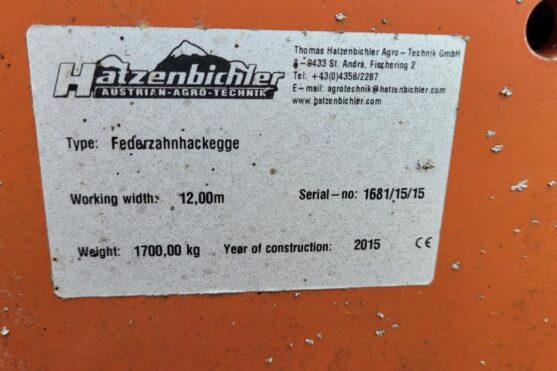 Hatzenbichler
AUSTRIAN-AGRO-TECHNIK
Thomas Hatzenbichler Agro-Technik GmbH
A-9433 St. Andrä, Fischering 2
Tel: +43(0)4358/2287
E-mail: agrotechnik@hatzenbichler.com
www.hatzenbichler.com
Type: Federzahnhackegge
Working width: 12,00m
Serial-no: 1681/15/15
Weight: 1700,00 kg
Year of construction: 2015
CE